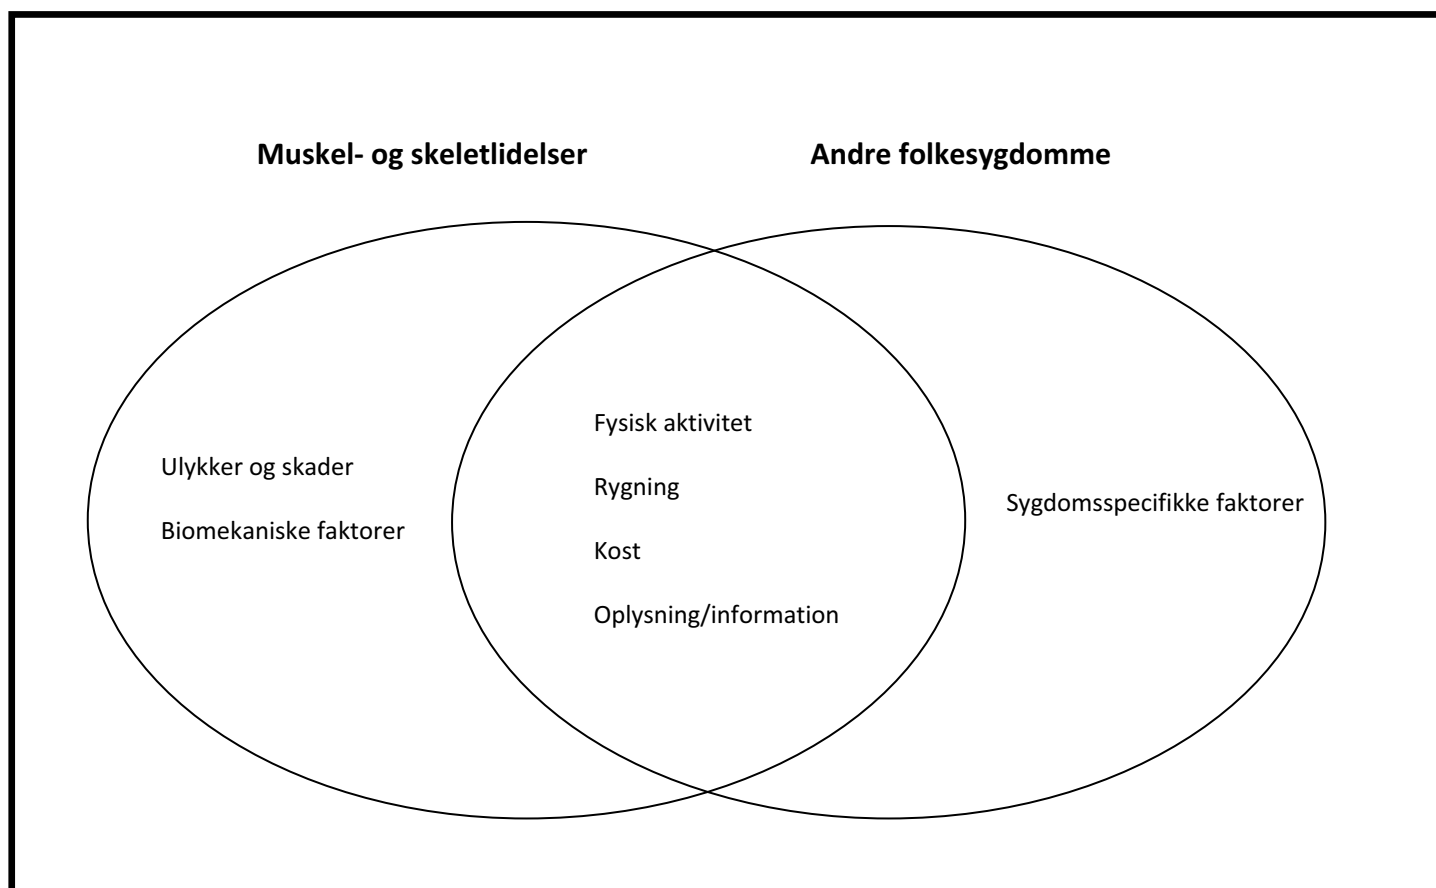 Muskel- og skeletlidelser
Andre folkesygdomme
Ulykker og skader
Biomekaniske faktorer
Fysisk aktivitet
Rygning
Kost
Oplysning/information
Sygdomsspecifikke faktorer